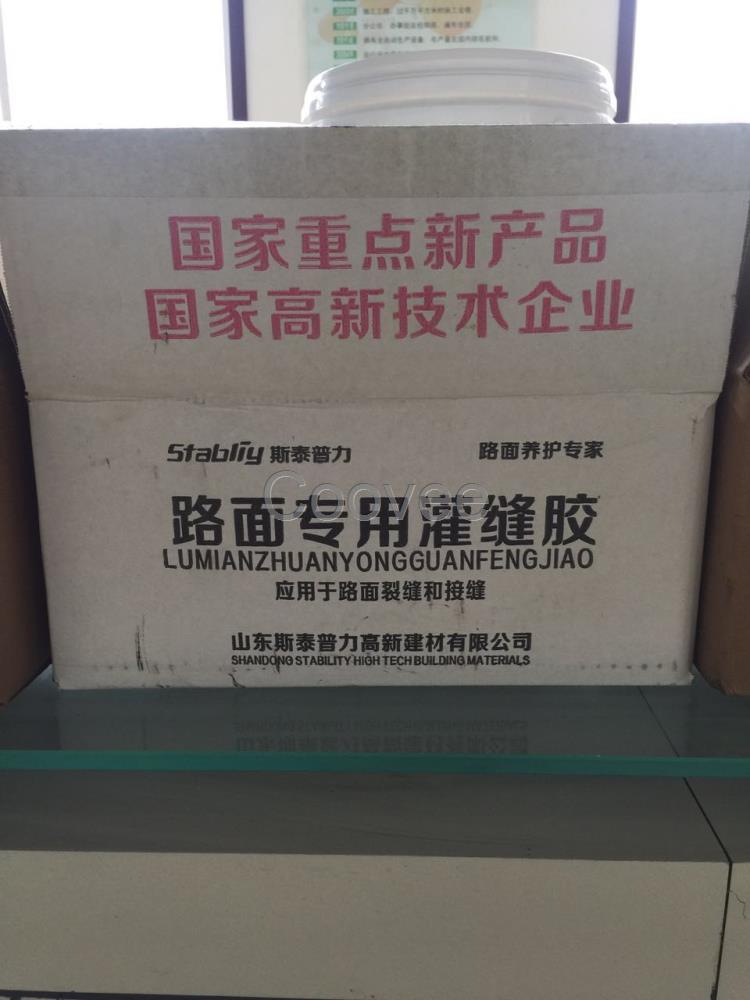 国家重点新产品
国家高新技术企业
Stabliy 斯泰普力 路面养护专家
Coovee
路面专用灌缝胶
LUMIANZHUANYONGGUANFENGJIAO
应用于路面裂缝和接缝
山东斯泰普力高新建材有限公司
SHANDONG STABILITY HIGH TECH BUILDING MATERIALS